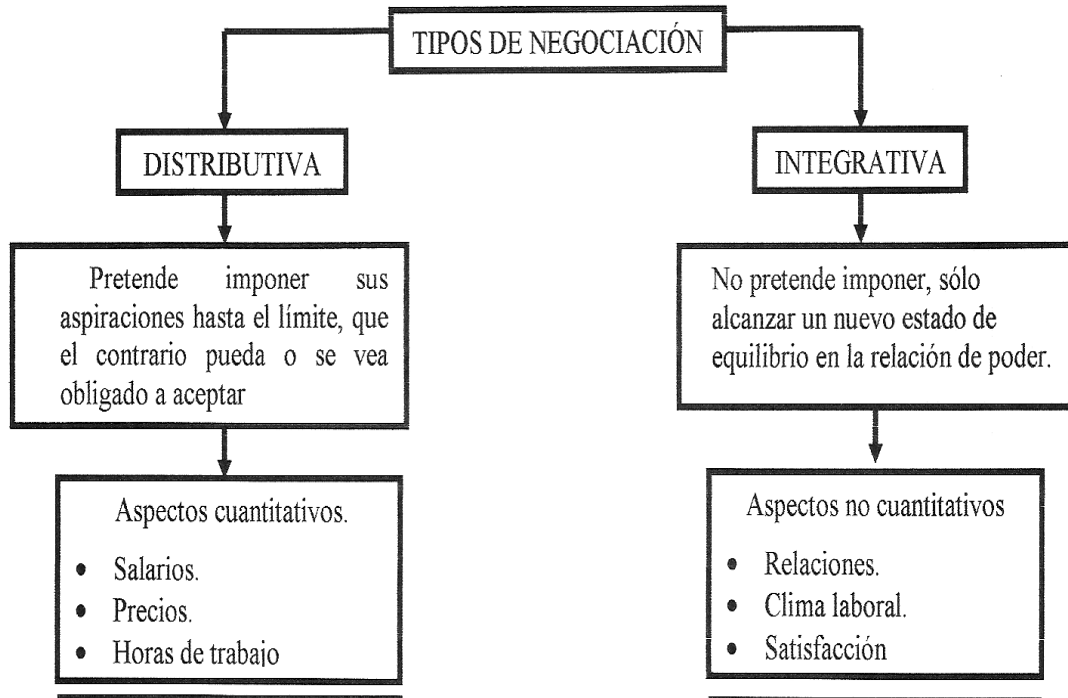 TIPOS DE NEGOCIACIÓN
DISTRIBUTIVA
Pretende imponer sus
aspiraciones hasta el límite, que
el contrario pueda o se vea
obligado a aceptar
Aspectos cuantitativos.
• Salarios.
• Precios.
• Horas de trabajo
INTEGRATIVA
No pretende imponer, sólo
alcanzar un nuevo estado de
equilibrio en la relación de poder.
Aspectos no cuantitativos
• Relaciones.
• Clima laboral.
• Satisfacción